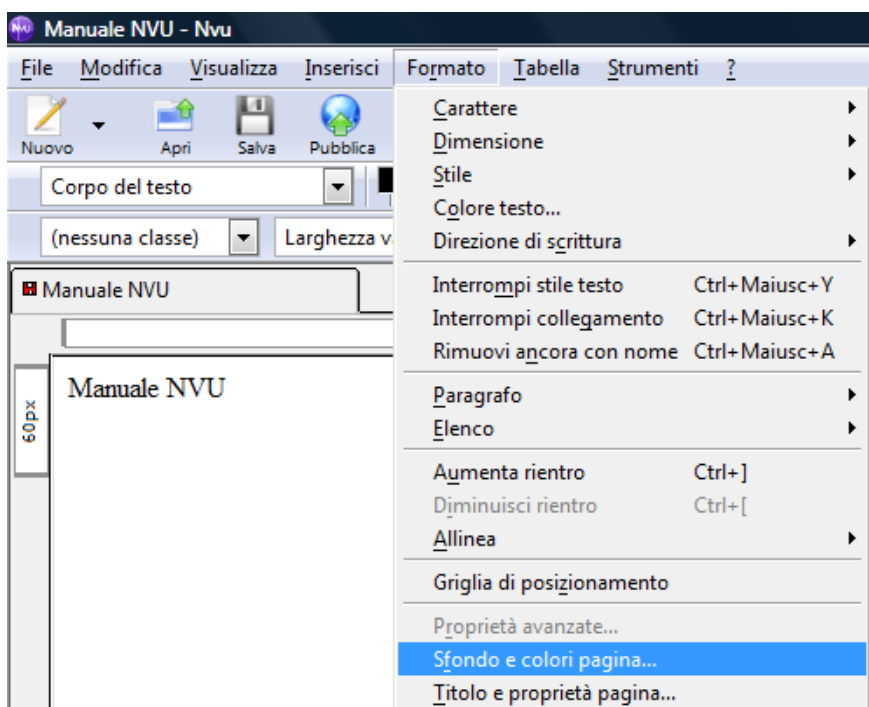 Manuale NVU - Nvu
File Modifica Visualizza Inserisci Formato Tabella Strumenti ?
Nuovo Apri Salva Pubblica
Corpo del testo
(nessuna classe) Larghezza v
Manuale NVU
60px
Manuale NVU
Carattere
Dimensione
Stile
Colore testo...
Direzione di scrittura
Interrompi stile testo Ctrl+Maiusc+Y
Interrompi collegamento Ctrl+Maiusc+K
Rimuovi ancora con nome Ctrl+Maiusc+A
Paragrafo
Elenco
Aumenta rientro Ctrl+]
Diminuisci rientro Ctrl+[
Allinea
Griglia di posizionamento
Proprietà avanzate...
Sfondo e colori pagina...
Titolo e proprietà pagina...